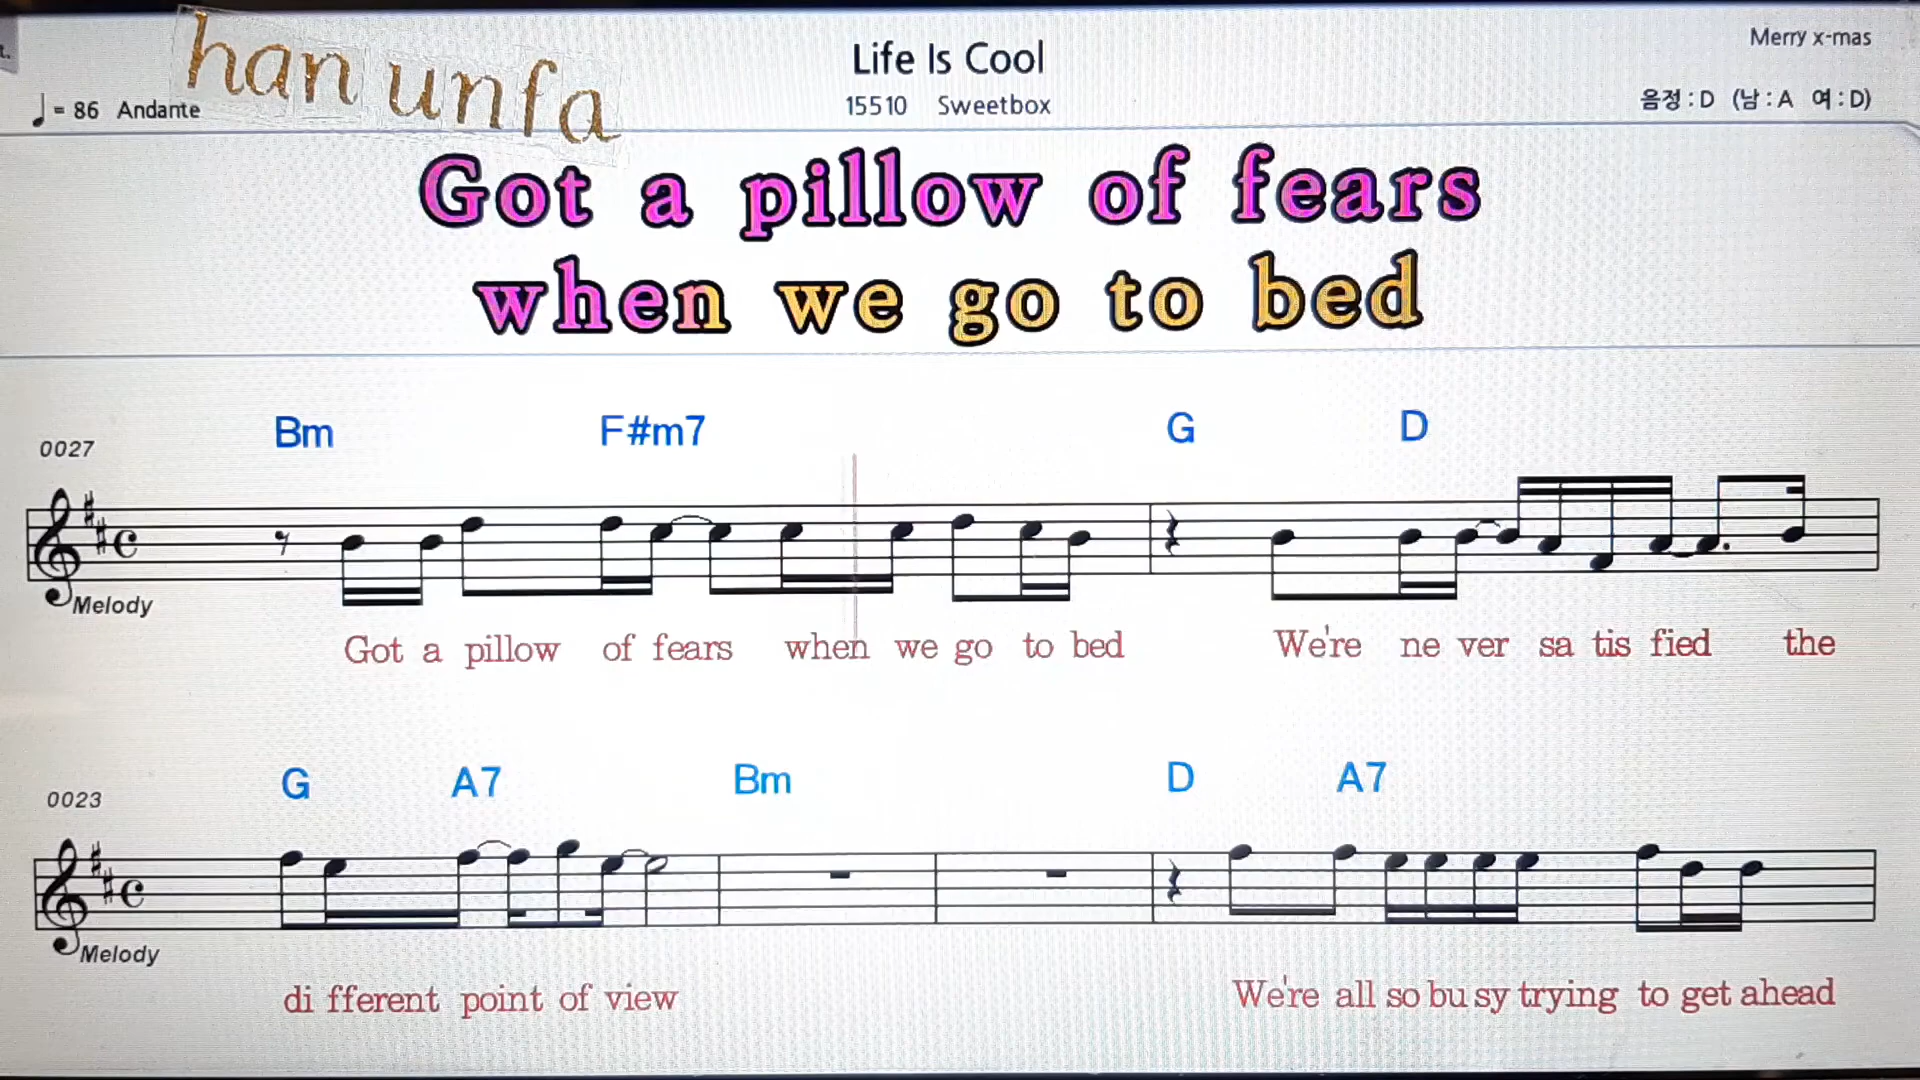 han unfa
Life Is Cool
Merry x-mas
= 86 Andante
15510 Sweetbox
음정 : D (남 : A 여 : D)
Got a pillow of fears
when we go to bed
Bm F#m7 G D
0027
Melody
Got a pillow of fears when we go to bed We're ne ver sa tis fied the
G A7 Bm D A7
0023
Melody
di fferent point of view We're all so bu sy trying to get ahead